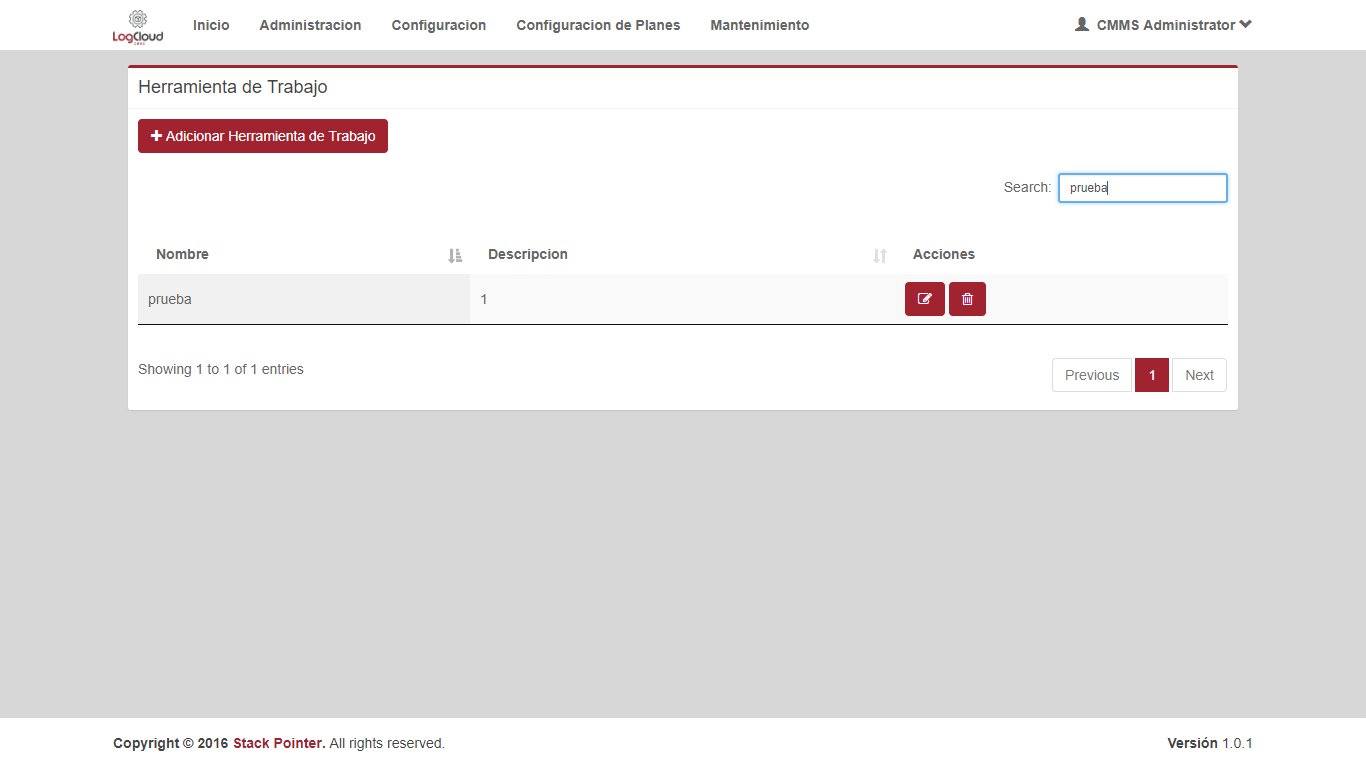 LogCloud
CMMS
Inicio Administracion Configuracion Configuracion de Planes Mantenimiento CMMS Administrator
Herramienta de Trabajo
Adicionar Herramienta de Trabajo
Search: prueba
Nombre Descripcion Acciones
prueba 1
Showing 1 to 1 of 1 entries
Previous 1 Next
Copyright © 2016 Stack Pointer. All rights reserved. Versión 1.0.1